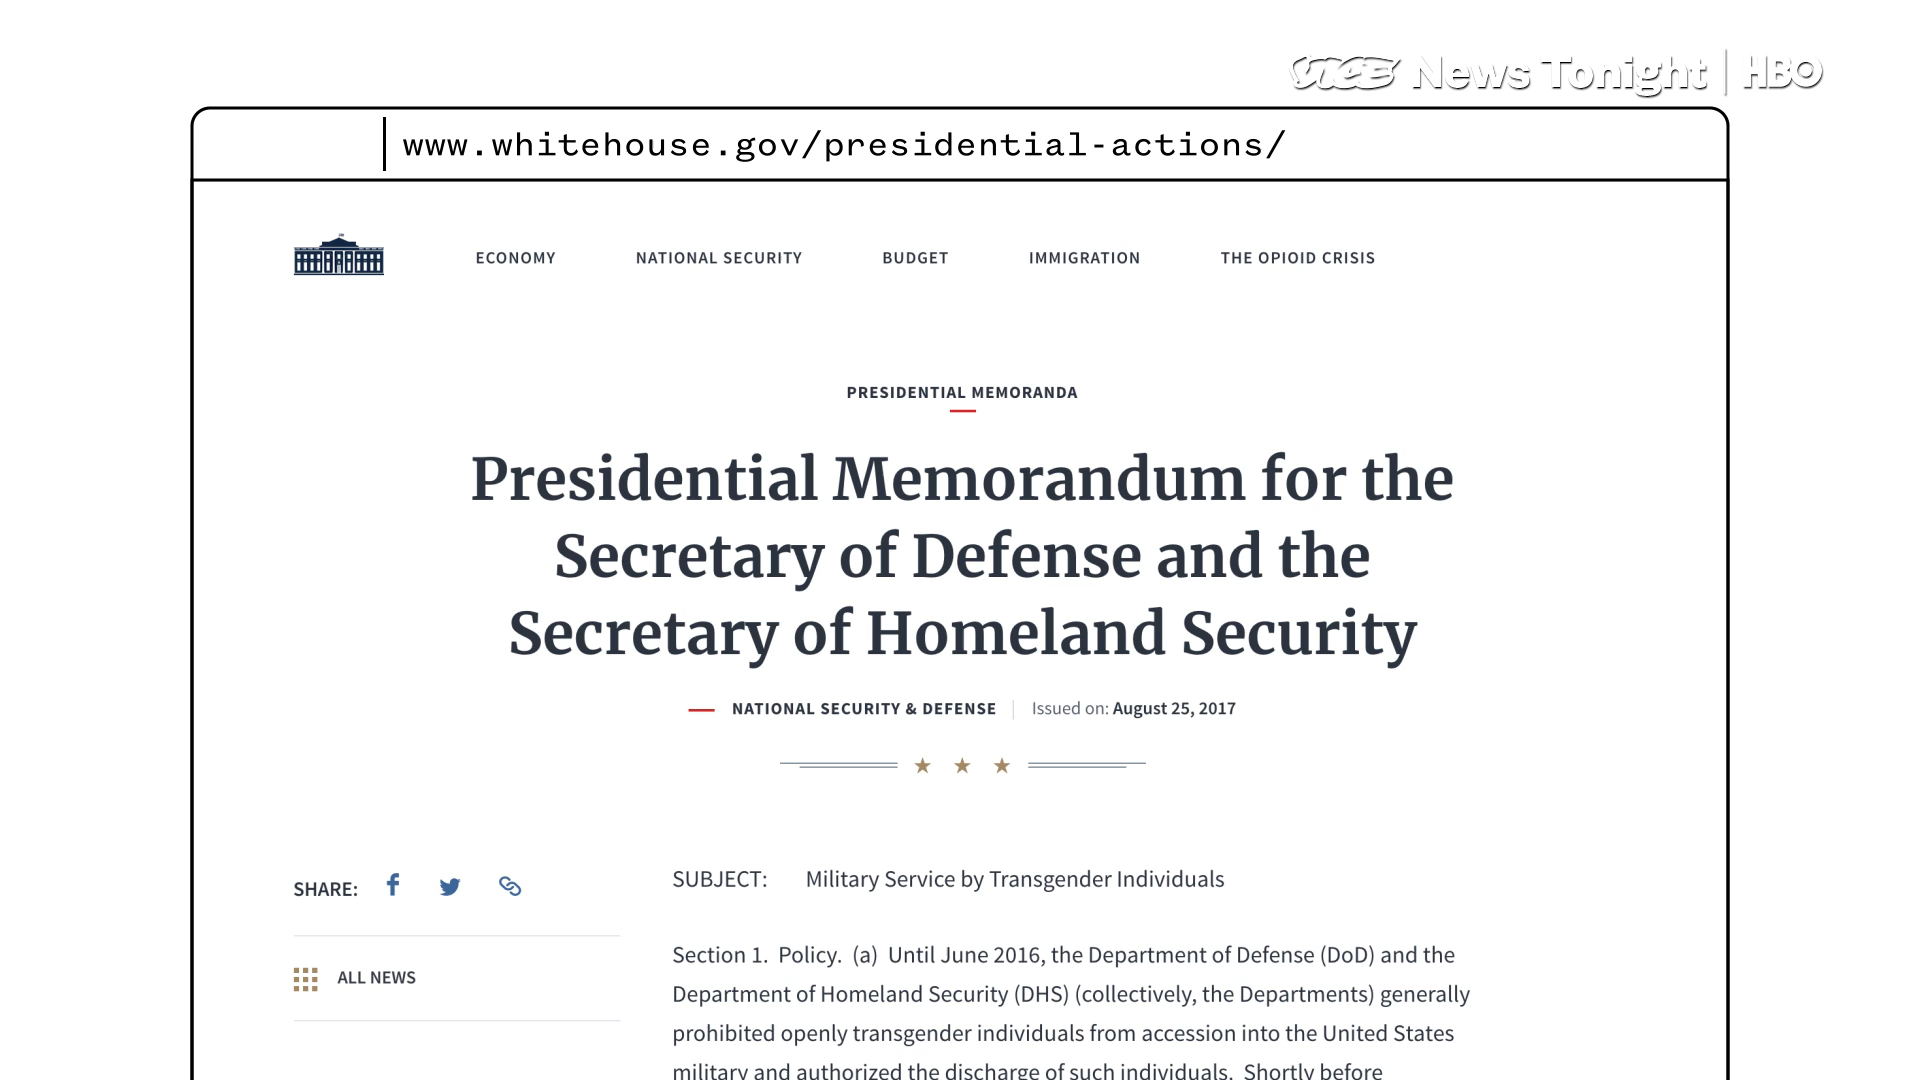 VICE News Tonight | HBO
www.whitehouse.gov/presidential-actions/
ECONOMY NATIONAL SECURITY BUDGET IMMIGRATION THE OPIOID CRISIS
PRESIDENTIAL MEMORANDA
Presidential Memorandum for the
Secretary of Defense and the
Secretary of Homeland Security
NATIONAL SECURITY & DEFENSE Issued on: August 25, 2017
SHARE:
ALL NEWS
SUBJECT: Military Service by Transgender Individuals
Section 1. Policy. (a) Until June 2016, the Department of Defense (DoD) and the
Department of Homeland Security (DHS) (collectively, the Departments) generally
prohibited openly transgender individuals from accession into the United States
military and authorized the discharge of such individuals. Shortly before